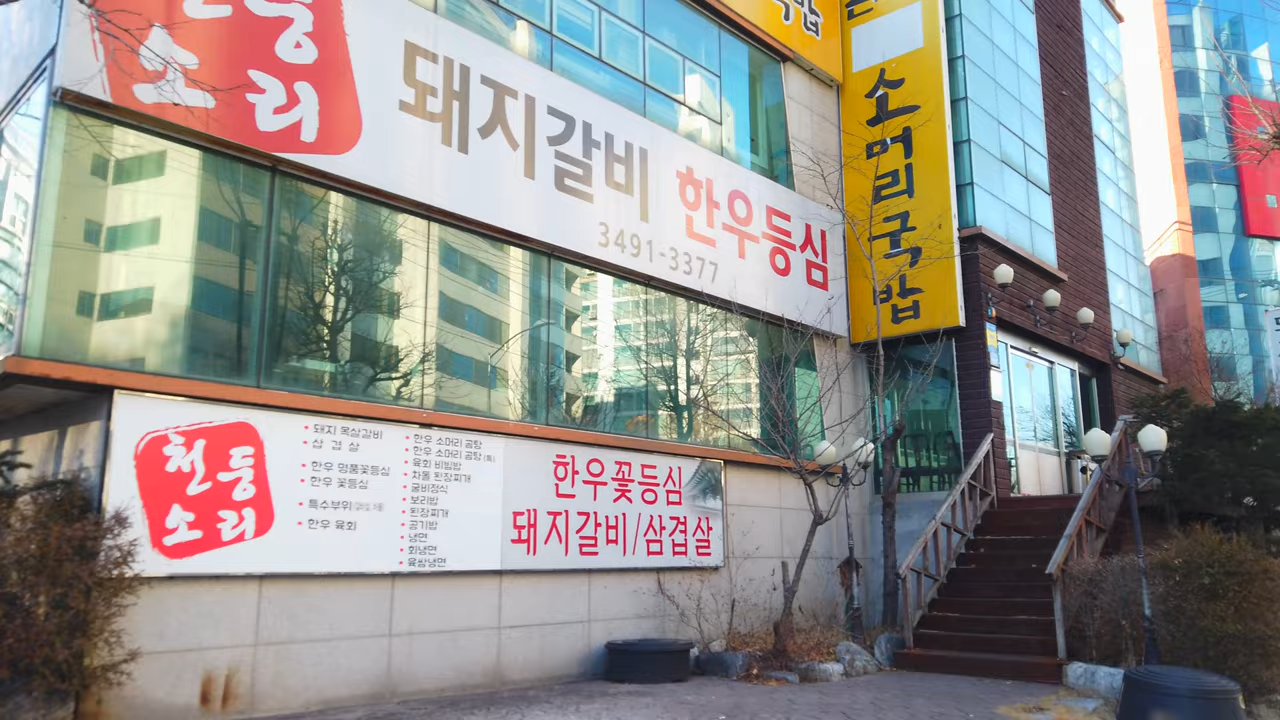 천둥
소리
돼지갈비 한우등심
3491-3377
국밥
소머리국밥
천둥
소리
돼지 목살갈비
삼 겹 살
한우 명품꽃등심
한우 꽃등심
특수부위
한우 육회
한우 소머리 곰탕
한우 소머리 곰탕 (특)
육회 비빔밥
차돌 된장찌개
굴비정식
보리밥
된장찌개
공기밥
냉면
회냉면
육쌈냉면
한우꽃등심
돼지갈비/삼겹살